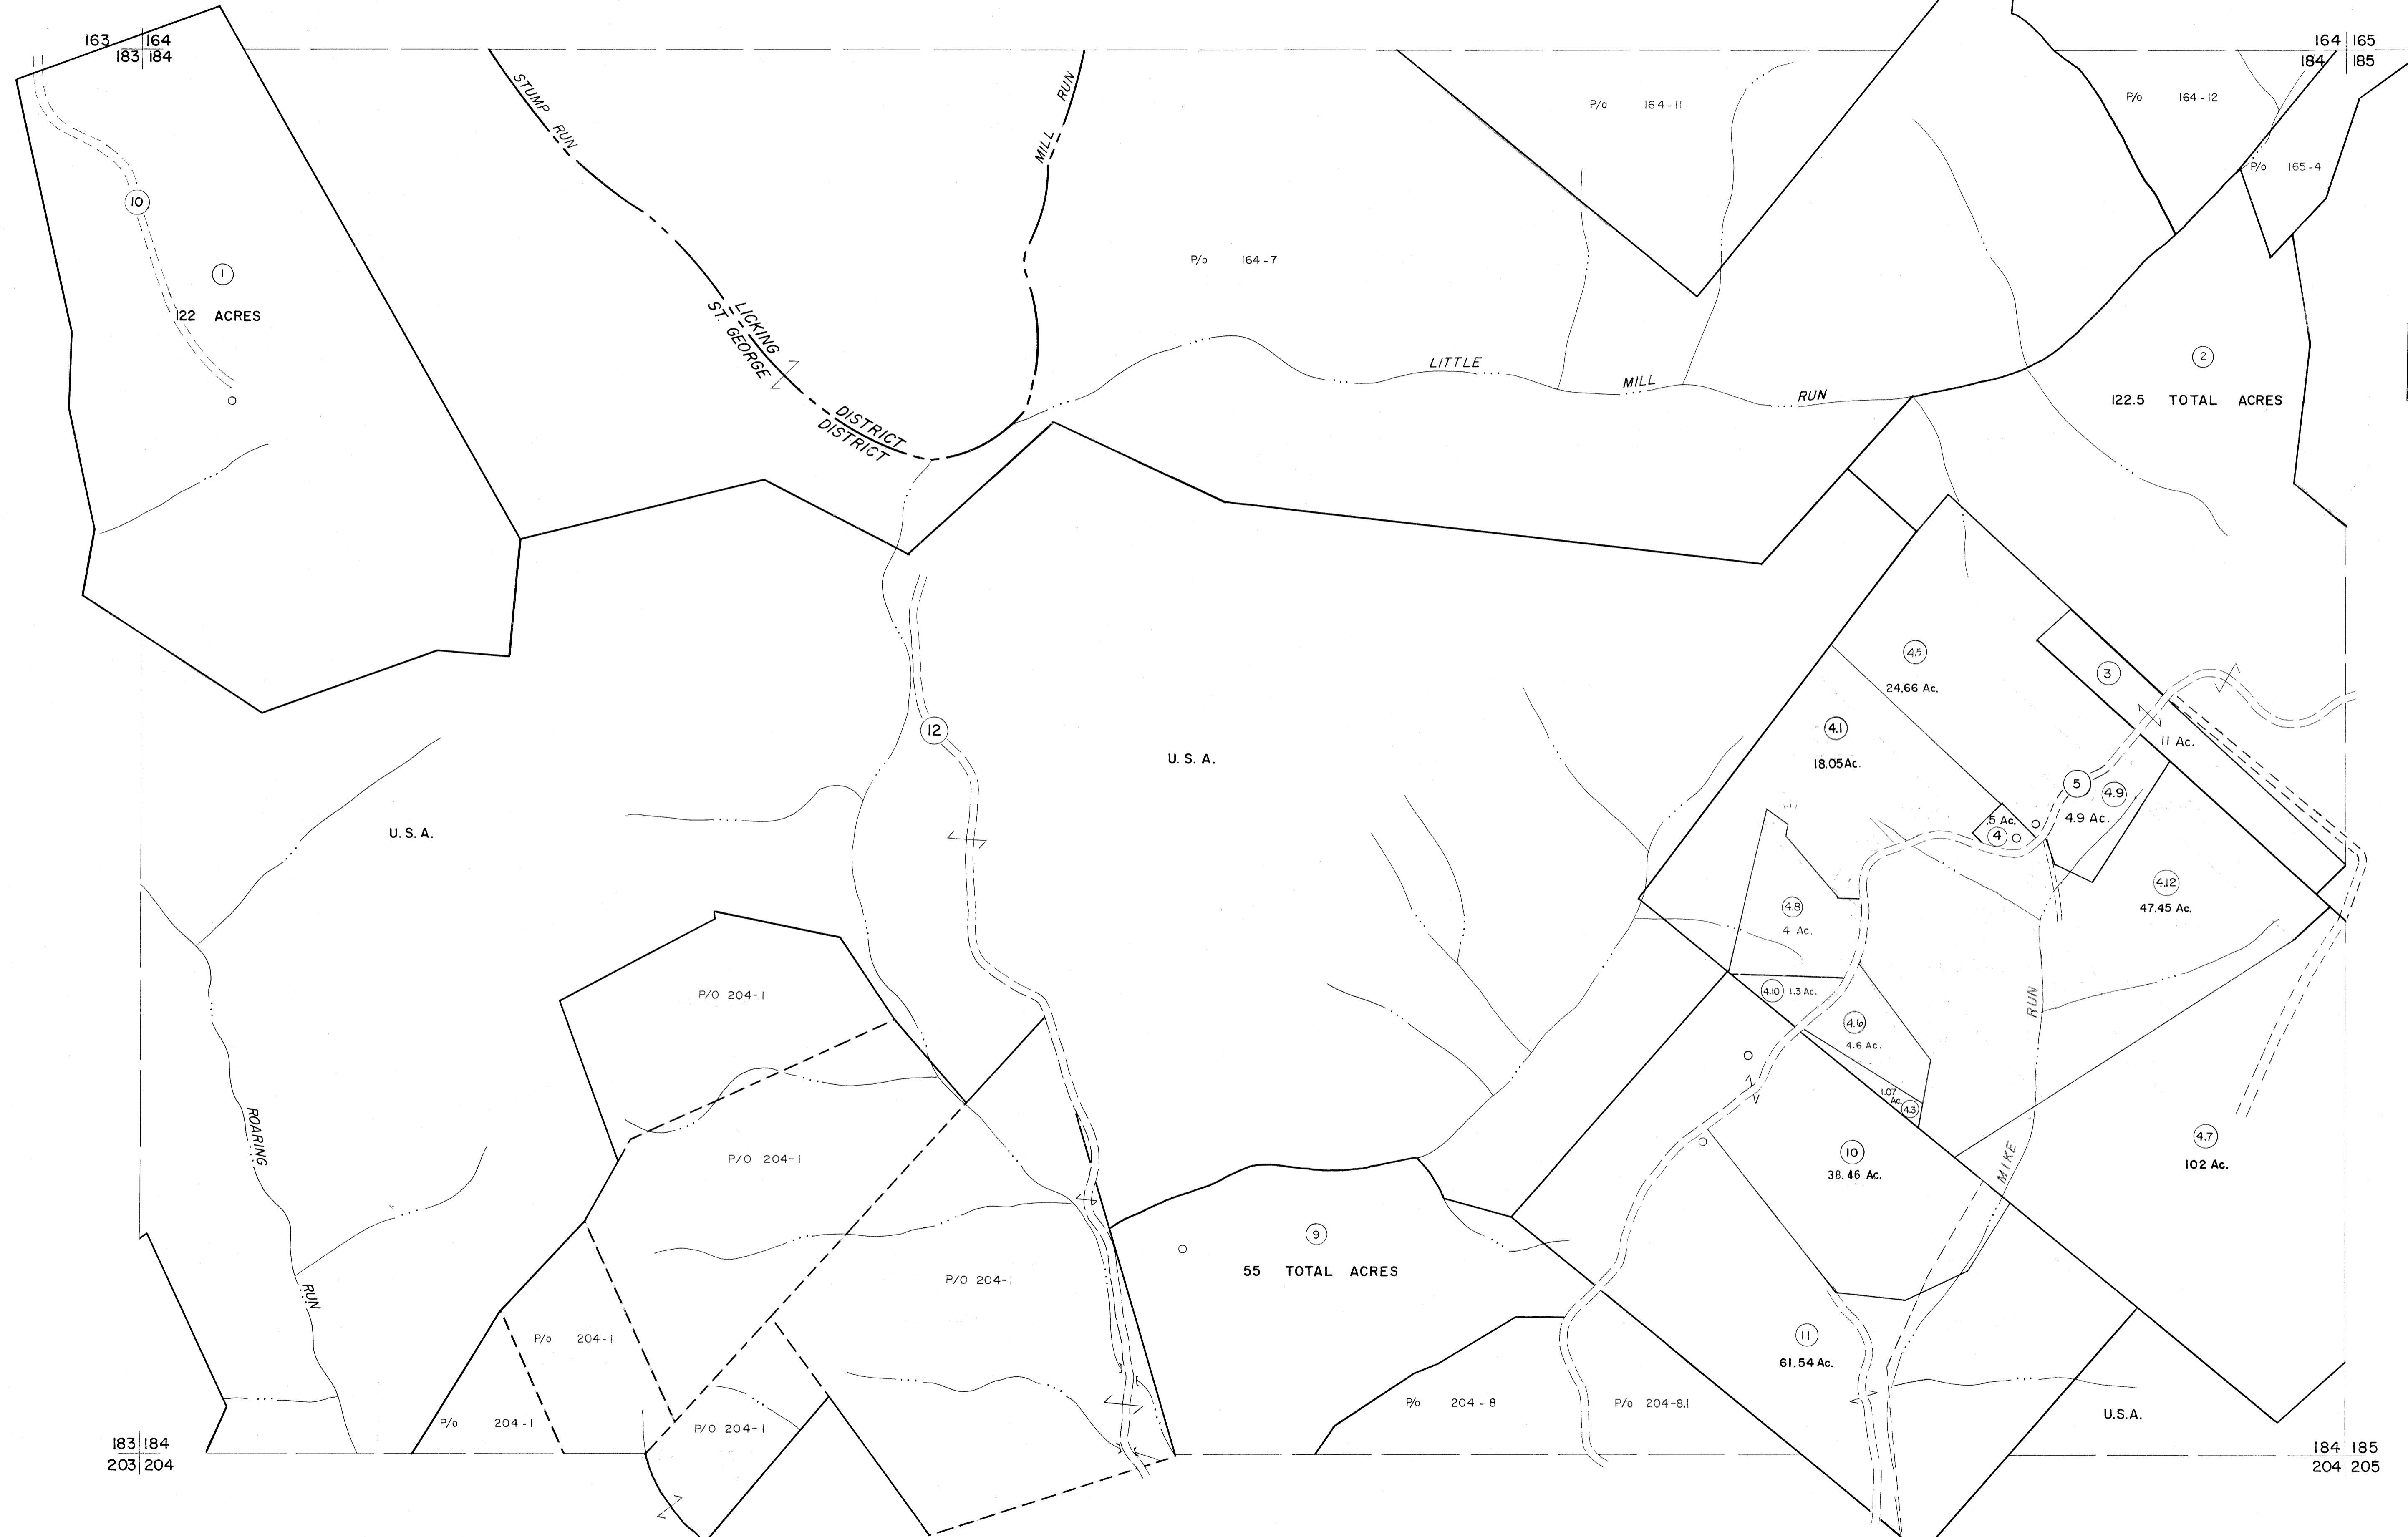 163 164
183 184
164 165
184 185
STUMP RUN
MILL RUN
P/o 164-11
P/o 164-12
P/o 165-4
10
1
122 ACRES
P/o 164-7
LICKING DISTRICT
ST. GEORGE DISTRICT
LITTLE MILL RUN
2
122.5 TOTAL ACRES
4.5
24.66 Ac.
3
11 Ac.
12
U. S. A.
4.1
18.05 Ac.
5
4.9
4.9 Ac.
.5 Ac.
4
U. S. A.
4.12
47.45 Ac.
4.8
4 Ac.
P/O 204-1
4.10 1.3 Ac.
4.6
4.6 Ac.
1.07
Ac. 4.3
MIKE RUN
ROARING RUN
P/O 204-1
10
38.46 Ac.
4.7
102 Ac.
9
55 TOTAL ACRES
P/O 204-1
P/o 204-1
11
61.54 Ac.
P/o 204-1
P/O 204-1
P/o 204-8
P/O 204-8.1
U.S.A.
183 184
203 204
184 185
204 205